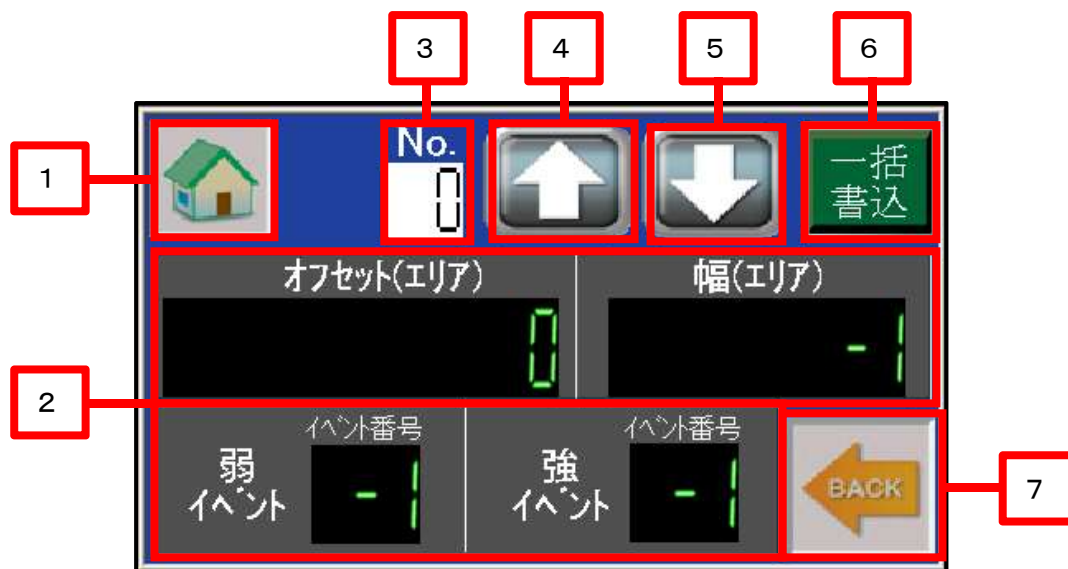 3
4
5
6
1
No.
0
一括
書込
オフセット(エリア)
幅(エリア)
0
-1
2
弱
イベント
イベント番号
-1
強
イベント
イベント番号
-1
BACK
7